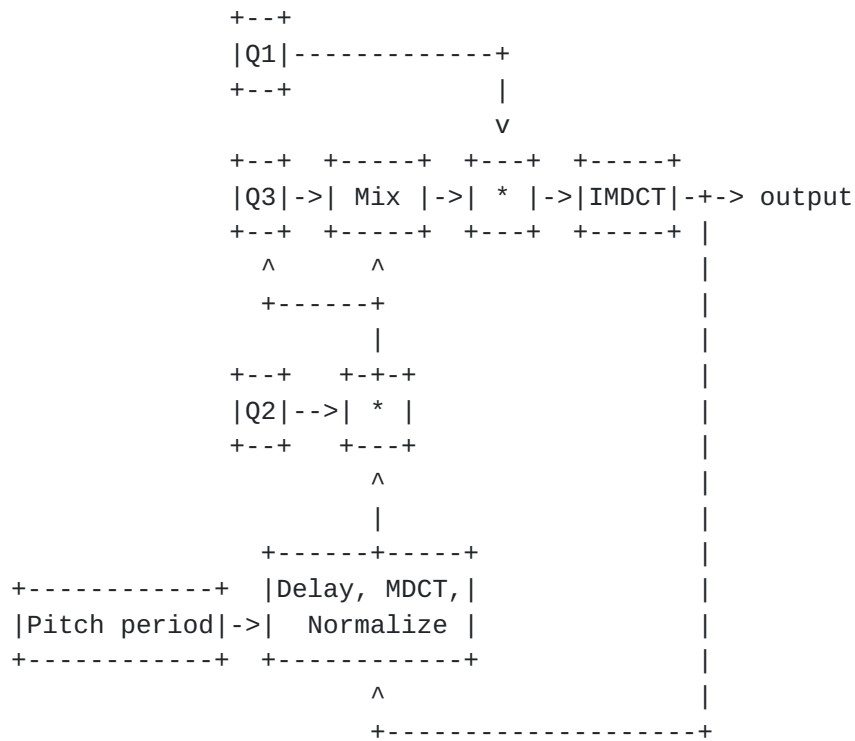 +--+
                |Q1|-------------+
                +--+             |
                                 v
                +--+  +-----+  +---+  +-----+
                |Q3|->| Mix |->| * |->|IMDCT|-+-> output
                +--+  +-----+  +---+  +-----+ |
                  ^      ^                    |
                  +------+                    |
                         |                    |
                +--+   +-+-+                  |
                |Q2|-->| * |                  |
                +--+   +---+                  |
                         ^                    |
                         |                    |
                  +------+-----+              |
  +------------+  |Delay, MDCT,|              |
  |Pitch period|->|  Normalize |              |
  +------------+  +------------+              |
                         ^                    |
                         +--------------------+